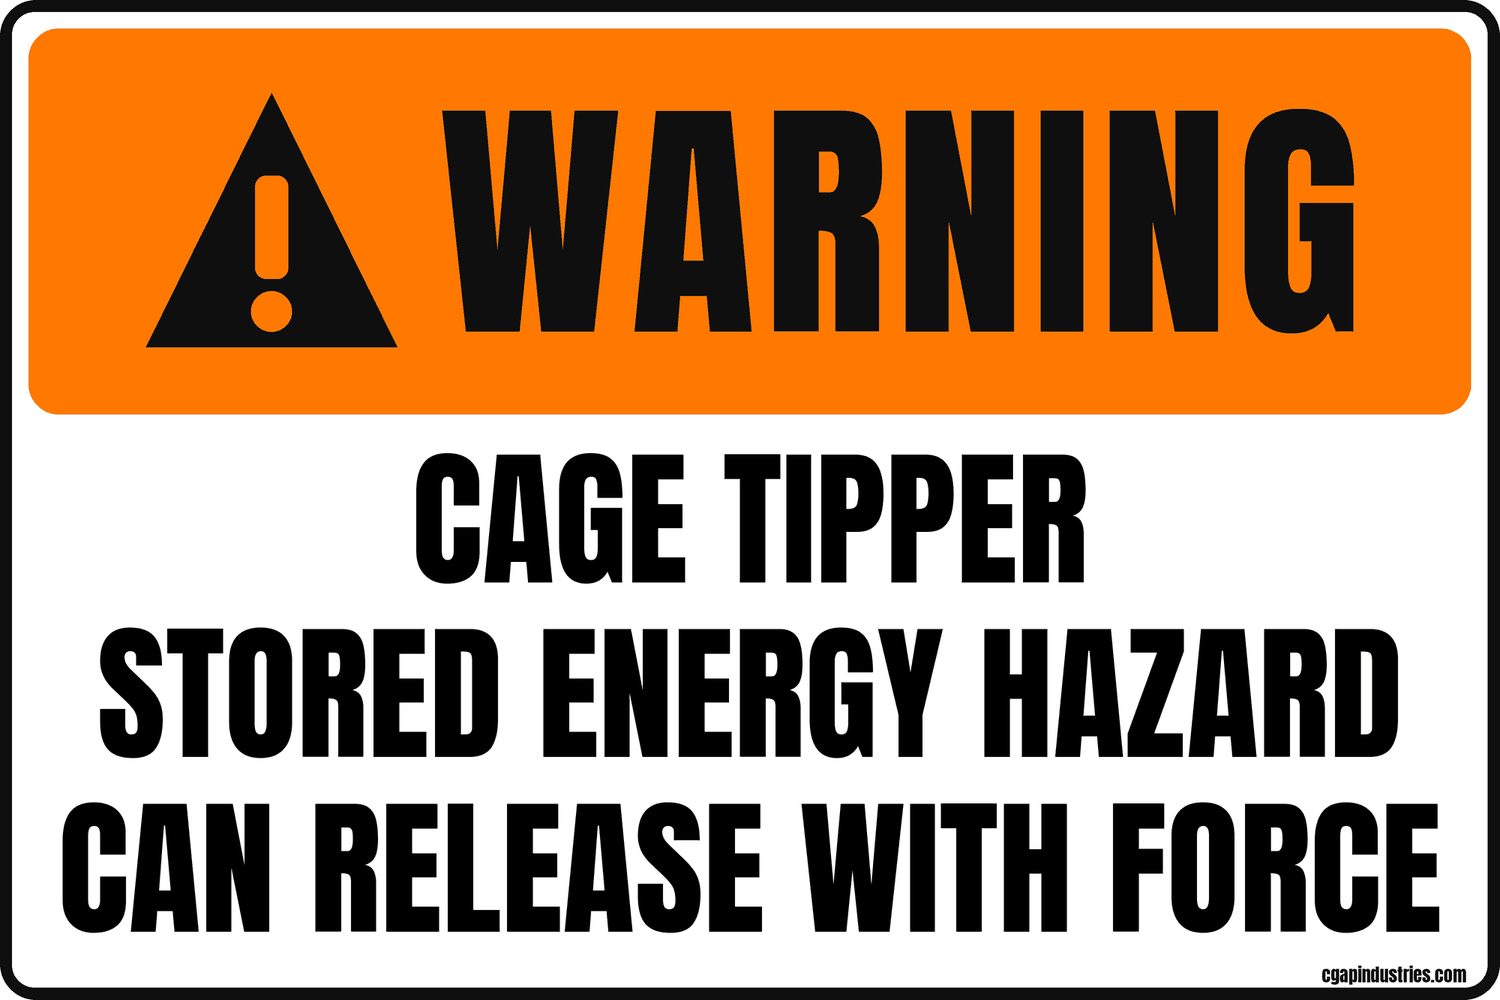 WARNING
CAGE TIPPER
STORED ENERGY HAZARD
CAN RELEASE WITH FORCE
cgapindustries.com